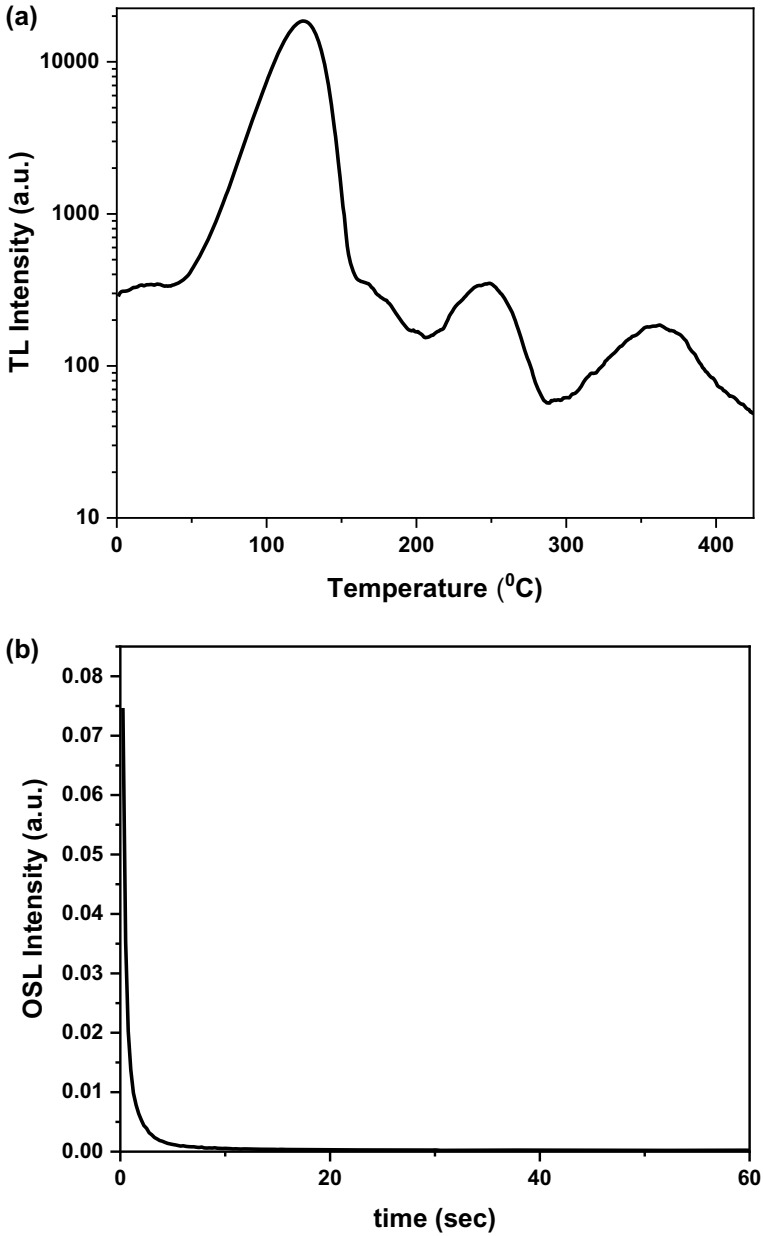 (a)
TL Intensity (a.u.)
10000
1000
100
10
0 100 200 300 400
Temperature (⁰C)
(b)
OSL Intensity (a.u.)
0.08
0.07
0.06
0.05
0.04
0.03
0.02
0.01
0.00
0 20 40 60
time (sec)